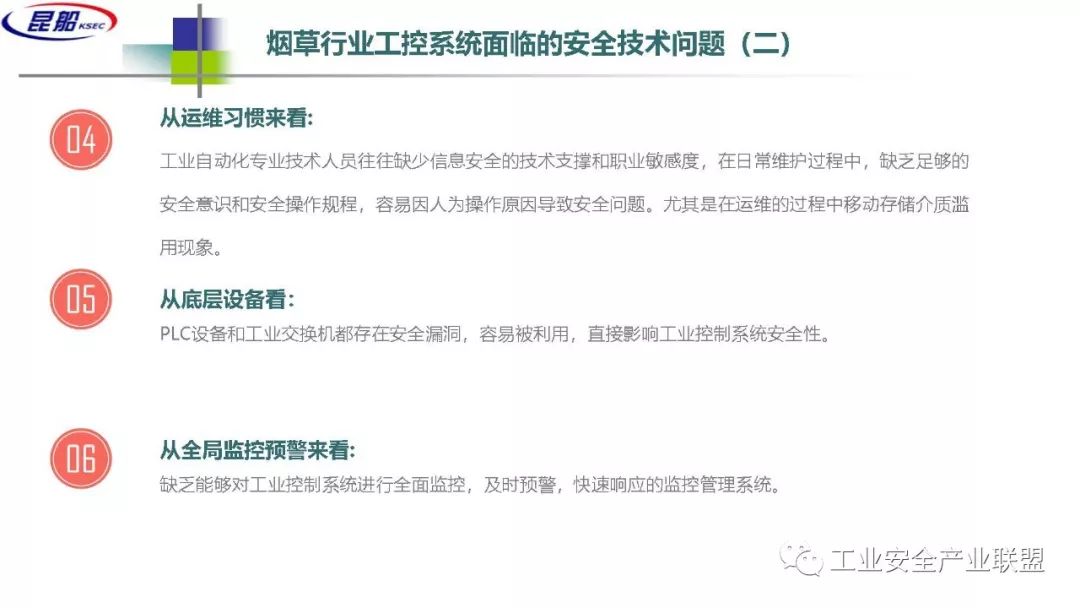 昆船 KSEC
烟草行业工控系统面临的安全技术问题（二）
04
从运维习惯来看:
工业自动化专业技术人员往往缺少信息安全的技术支撑和职业敏感度，在日常维护过程中，缺乏足够的
安全意识和安全操作规程，容易因人为操作原因导致安全问题。尤其是在运维的过程中移动存储介质滥
用现象。
05
从底层设备看：
PLC设备和工业交换机都存在安全漏洞，容易被利用，直接影响工业控制系统安全性。
06
从全局监控预警来看:
缺乏能够对工业控制系统进行全面监控，及时预警，快速响应的监控管理系统。
工业安全产业联盟